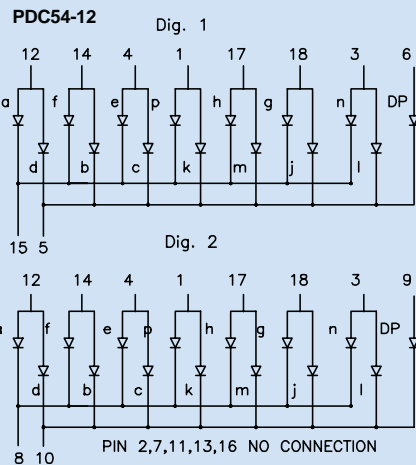 PDC54-12
Dig. 1
12 14 4 1 17 18 3 6
a f e p h g n DP
d b c k m j l
15 5
Dig. 2
12 14 4 1 17 18 3 9
a f e p h g n DP
d b c k m j l
8 10
PIN 2,7,11,13,16 NO CONNECTION